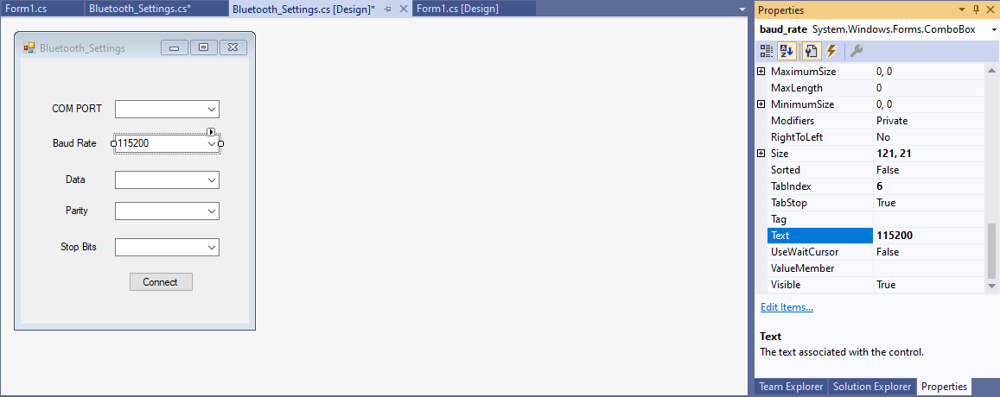 Form1.cs
Bluetooth_Settings.cs*
Bluetooth_Settings.cs [Design]*
Form1.cs [Design]
Bluetooth_Settings
COM PORT
Baud Rate 115200
Data
Parity
Stop Bits
Connect
Properties
baud_rate System.Windows.Forms.ComboBox
MaximumSize 0, 0
MaxLength 0
MinimumSize 0, 0
Modifiers Private
RightToLeft No
Size 121, 21
Sorted False
TabIndex 6
TabStop True
Tag
Text 115200
UseWaitCursor False
ValueMember
Visible True
Edit Items...
Text
The text associated with the control.
Team Explorer Solution Explorer Properties